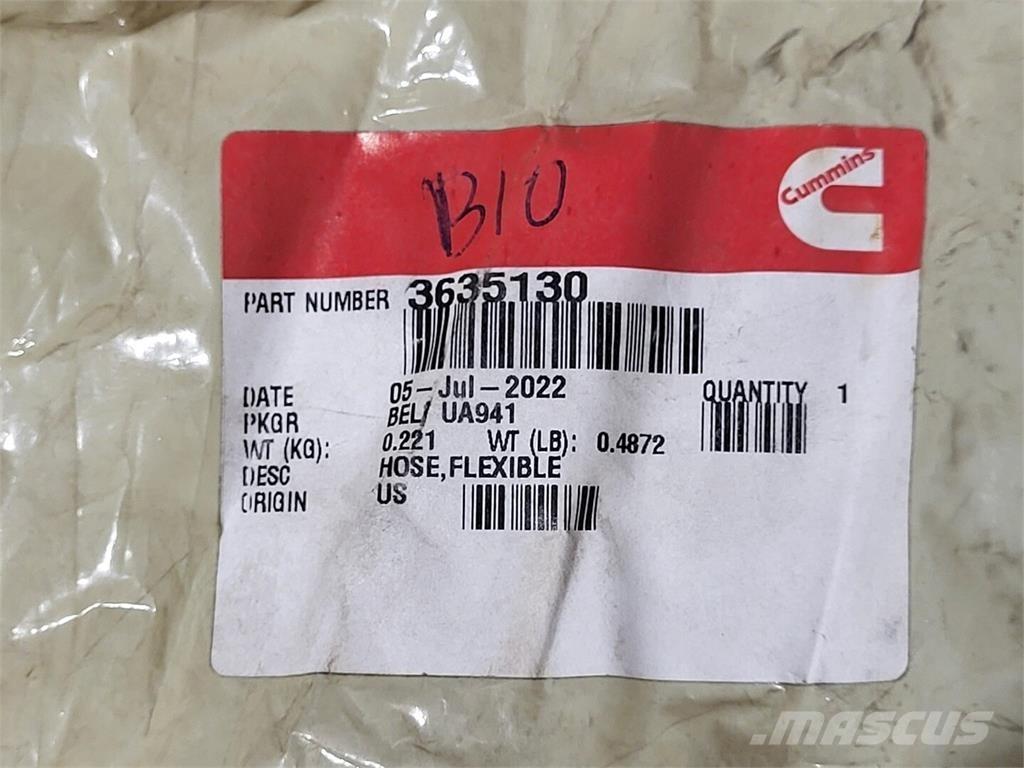 B10
Cummins
PART NUMBER 3635130
DATE 05-Jul-2022 QUANTITY 1
PKGR BEL/ UA941
WT (KG): 0.221 WT (LB): 0.4872
DESC HOSE,FLEXIBLE
ORIGIN US
MASCUS